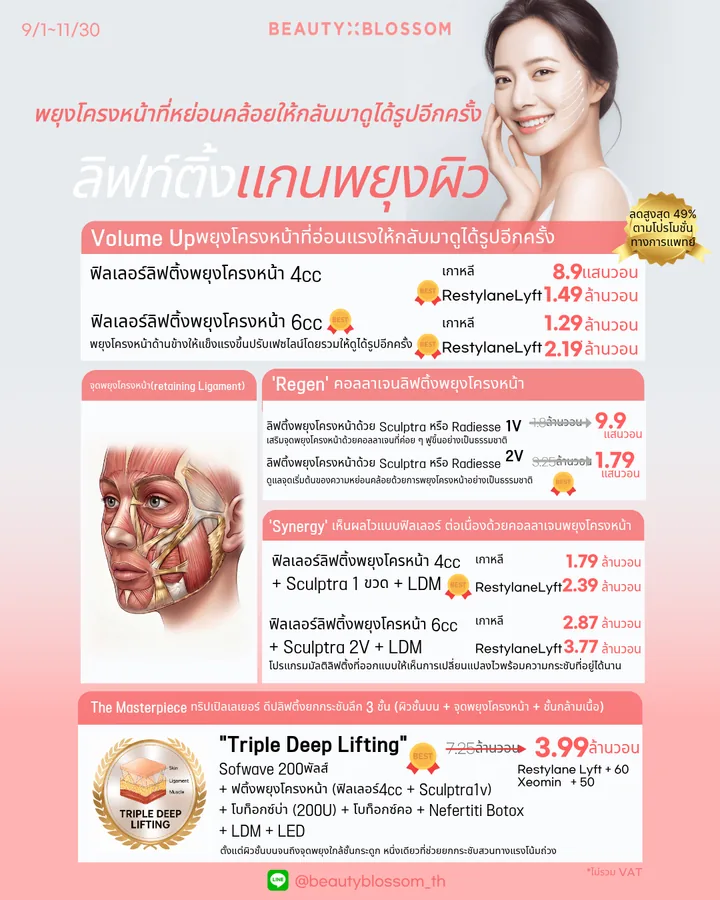 9/1~11/30
BEAUTY BLOSSOM
พยุงโครงหน้าที่หย่อนคล้อยให้กลับมาดูได้รูปอีกครั้ง
ลิฟท์ติ้งแกนพยุงผิว
ลดสูงสุด 49%
ตามโปรโมชั่น
ทางการแพทย์
Volume Upพยุงโครงหน้าที่อ่อนแรงให้กลับมาดูได้รูปอีกครั้ง
ฟิลเลอร์ลิฟติ้งพยุงโครงหน้า 4cc เกาหลี 8.9แสนวอน
BEST RestylaneLyft 1.49 ล้านวอน
ฟิลเลอร์ลิฟติ้งพยุงโครงหน้า 6cc BEST เกาหลี 1.29 ล้านวอน
พยุงโครงหน้าด้านข้างให้แข็งแรงขึ้นปรับเฟซไลน์โดยรวมให้ดูได้รูปอีกครั้ง BEST RestylaneLyft 2.19 ล้านวอน
จุดพยุงโครงหน้า(retaining Ligament)
'Regen' คอลลาเจนลิฟติ้งพยุงโครงหน้า
ลิฟติ้งพยุงโครงหน้าด้วย Sculptra หรือ Radiesse 1V 1.8ล้านวอน 9.9
แสนวอน
เสริมจุดพยุงโครงหน้าด้วยคอลลาเจนที่ค่อย ๆ ฟูขึ้นอย่างเป็นธรรมชาติ
ลิฟติ้งพยุงโครงหน้าด้วย Sculptra หรือ Radiesse 2V 3.25ล้านวอน 1.79
แสนวอน
ดูแลจุดเริ่มต้นของความหย่อนคล้อยด้วยการพยุงโครงหน้าอย่างเป็นธรรมชาติ BEST
'Synergy' เห็นผลไวแบบฟิลเลอร์ ต่อเนื่องด้วยคอลลาเจนพยุงโครงหน้า
ฟิลเลอร์ลิฟติ้งพยุงโครหน้า 4cc เกาหลี 1.79 ล้านวอน
+ Sculptra 1 ขวด + LDM BEST RestylaneLyft 2.39 ล้านวอน
ฟิลเลอร์ลิฟติ้งพยุงโครหน้า 6cc เกาหลี 2.87 ล้านวอน
+ Sculptra 2V + LDM RestylaneLyft 3.77 ล้านวอน
โปรแกรมมัลติลิฟติ้งที่ออกแบบให้เห็นการเปลี่ยนแปลงไวพร้อมความกระชับที่อยู่ได้นาน
The Masterpiece ทริปเปิลเลเยอร์ ดีปลิฟติ้งยกกระชับลึก 3 ชั้น (ผิวชั้นบน + จุดพยุงโครงหน้า + ชั้นกล้ามเนื้อ)
Skin
Ligament
Muscle
TRIPLE DEEP
LIFTING
"Triple Deep Lifting" BEST 7.25ล้านวอน 3.99ล้านวอน
Sofwave 200พัลส์ Restylane Lyft + 60
Xeomin + 50
+ ฟติ้งพยุงโครงหน้า (ฟิลเลอร์4cc + Sculptra1v)
+ โบท็อกซ์บ่า (200U) + โบท็อกซ์คอ + Nefertiti Botox
+ LDM + LED
ตั้งแต่ผิวชั้นบนจนถึงจุดพยุงใกล้ชั้นกระดูก หนึ่งเดียวที่ช่วยยกกระชับสวนทางแรงโน้มถ่วง
*ไม่รวม VAT
LINE @beautyblossom_th